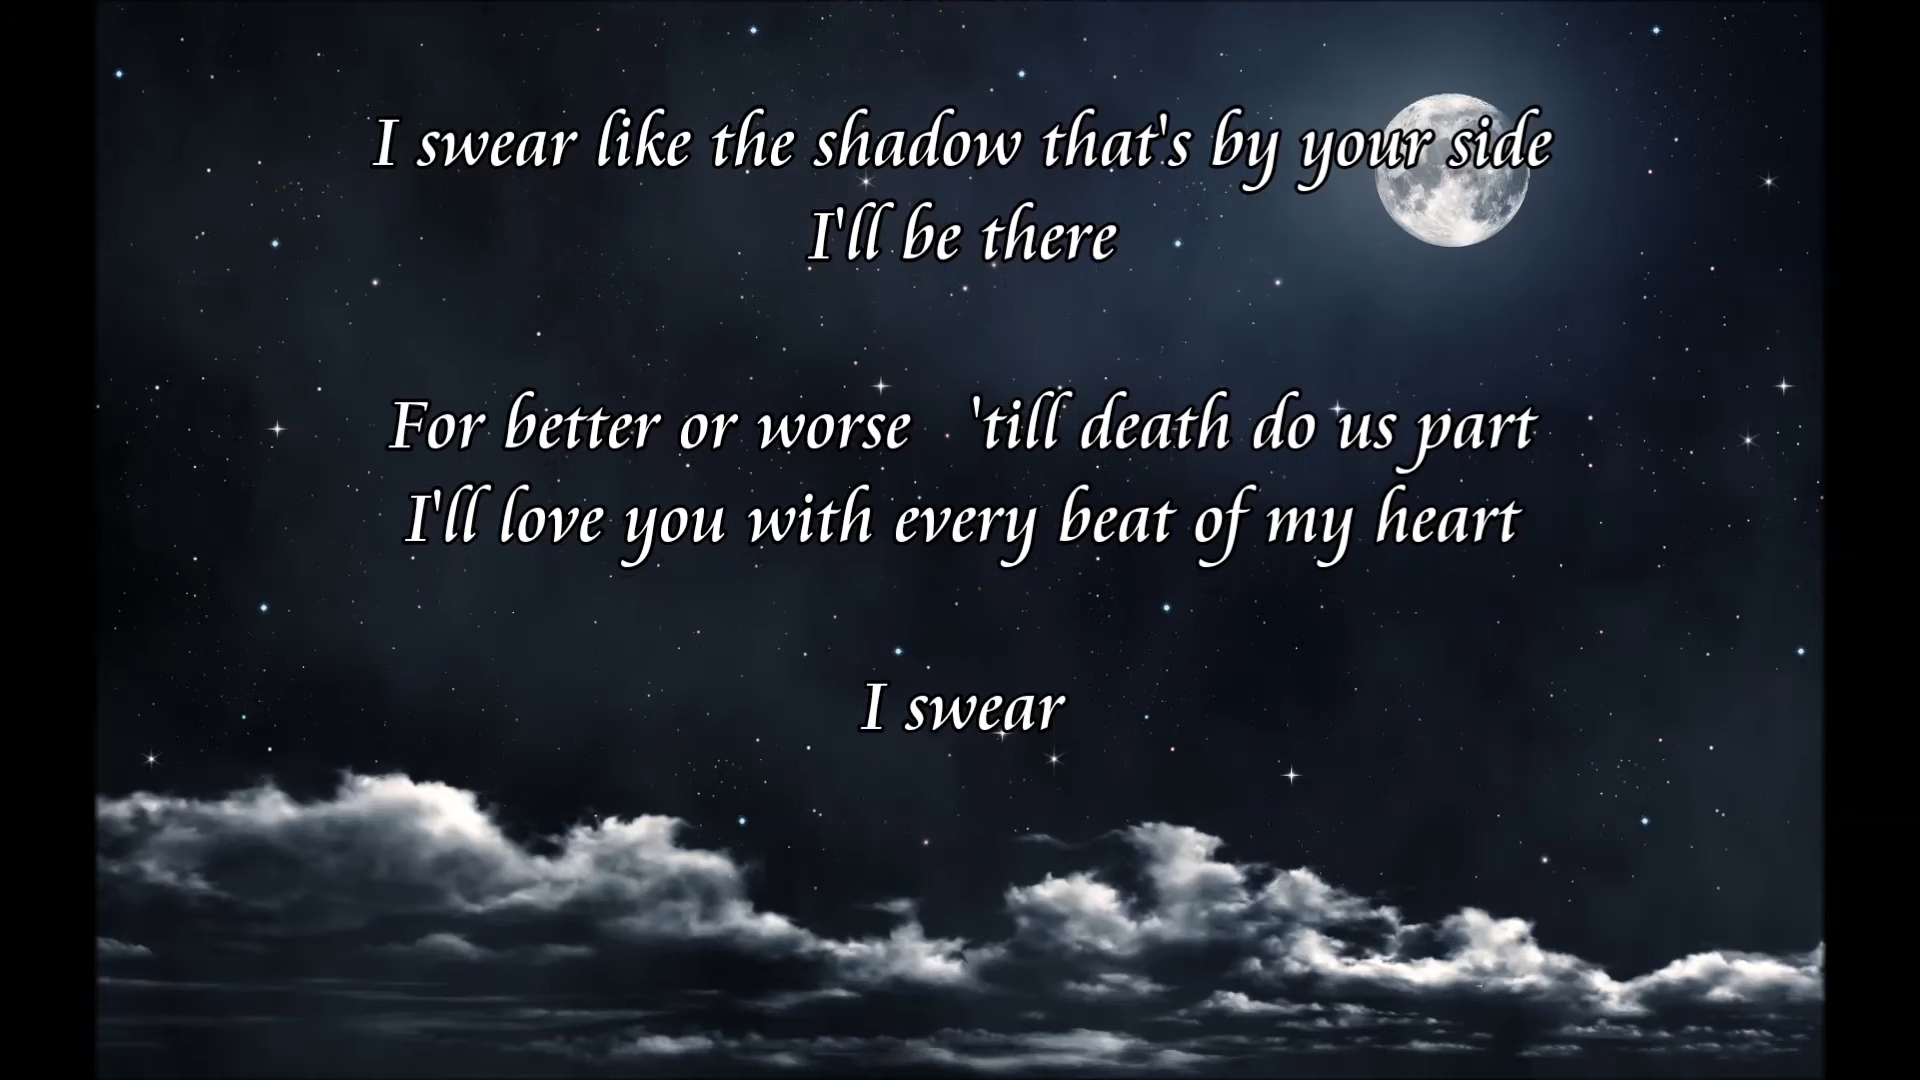 I swear like the shadow that's by your side
I'll be there
For better or worse 'till death do us part
I'll love you with every beat of my heart
I swear